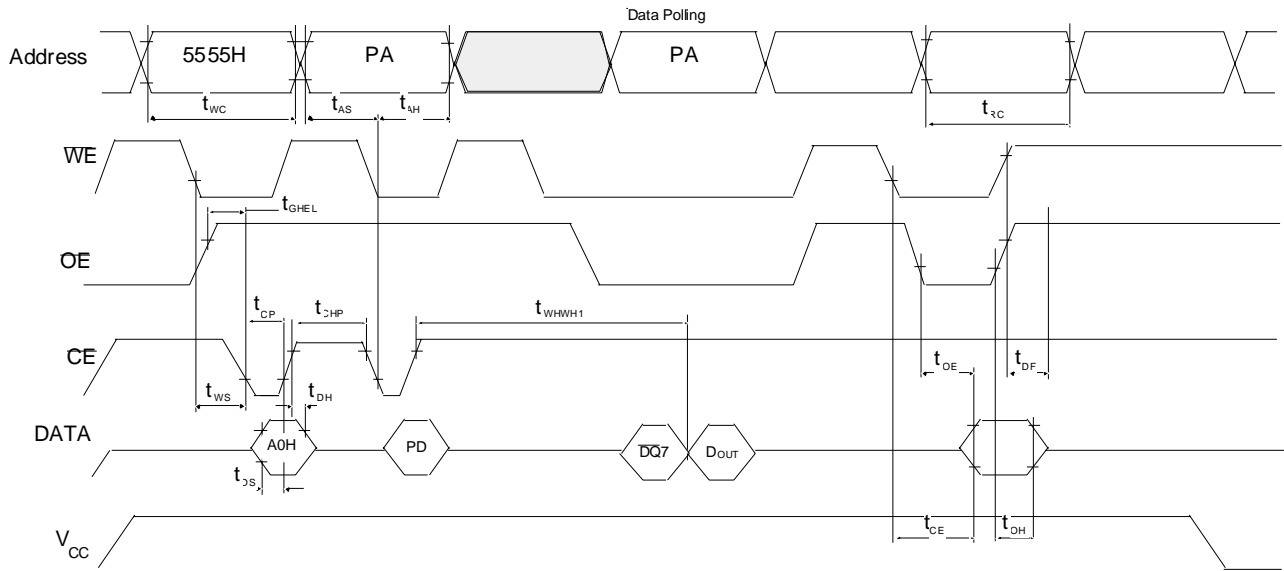 Data Polling
Address 5555H PA PA
tWC tAS tAH tRC
WE
tGHEL
OE
tCP tCHP tWHWH1
CE
tOE tDF
tWS tDH
DATA A0H PD DQ7 DOUT
tDS
tCE tOH
VCC